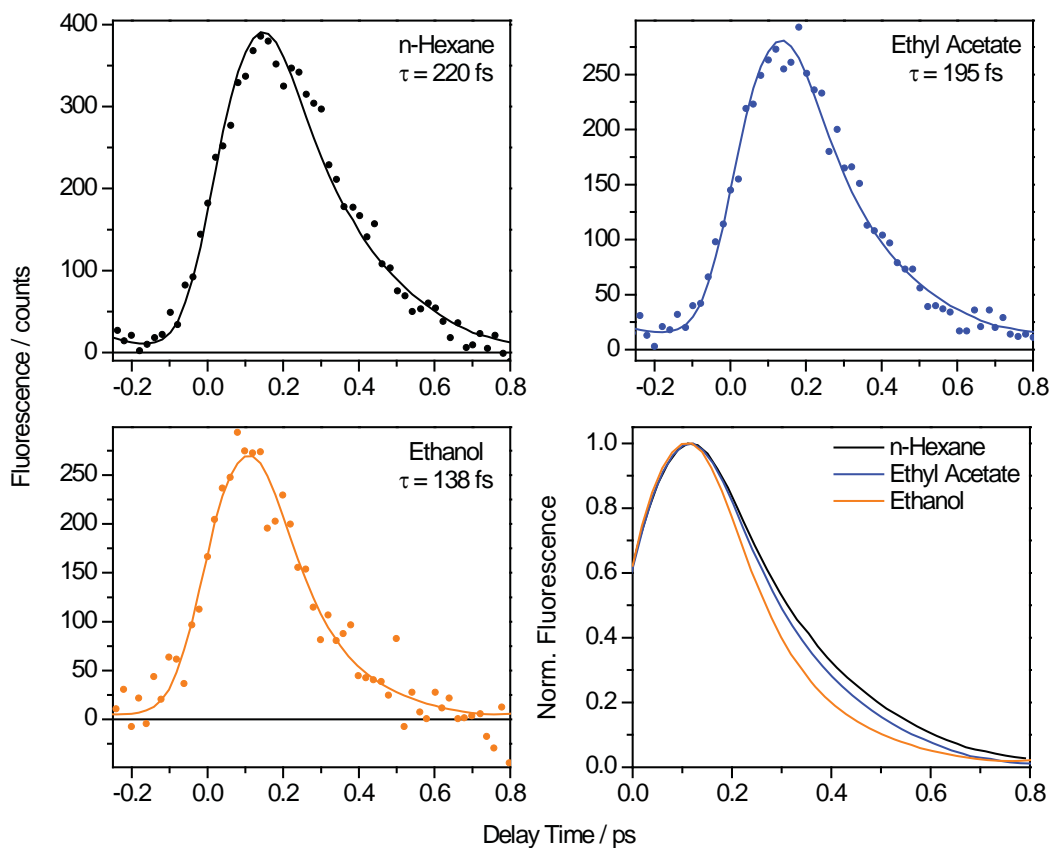 n-Hexane
τ = 220 fs
400
300
200
100
0
-0.2 0.0 0.2 0.4 0.6 0.8
Ethyl Acetate
τ = 195 fs
250
200
150
100
50
0
-0.2 0.0 0.2 0.4 0.6 0.8
Fluorescence / counts
Ethanol
τ = 138 fs
250
200
150
100
50
0
-0.2 0.0 0.2 0.4 0.6 0.8
n-Hexane
Ethyl Acetate
Ethanol
Norm. Fluorescence
1.0
0.8
0.6
0.4
0.2
0.0
0.0 0.2 0.4 0.6 0.8
Delay Time / ps